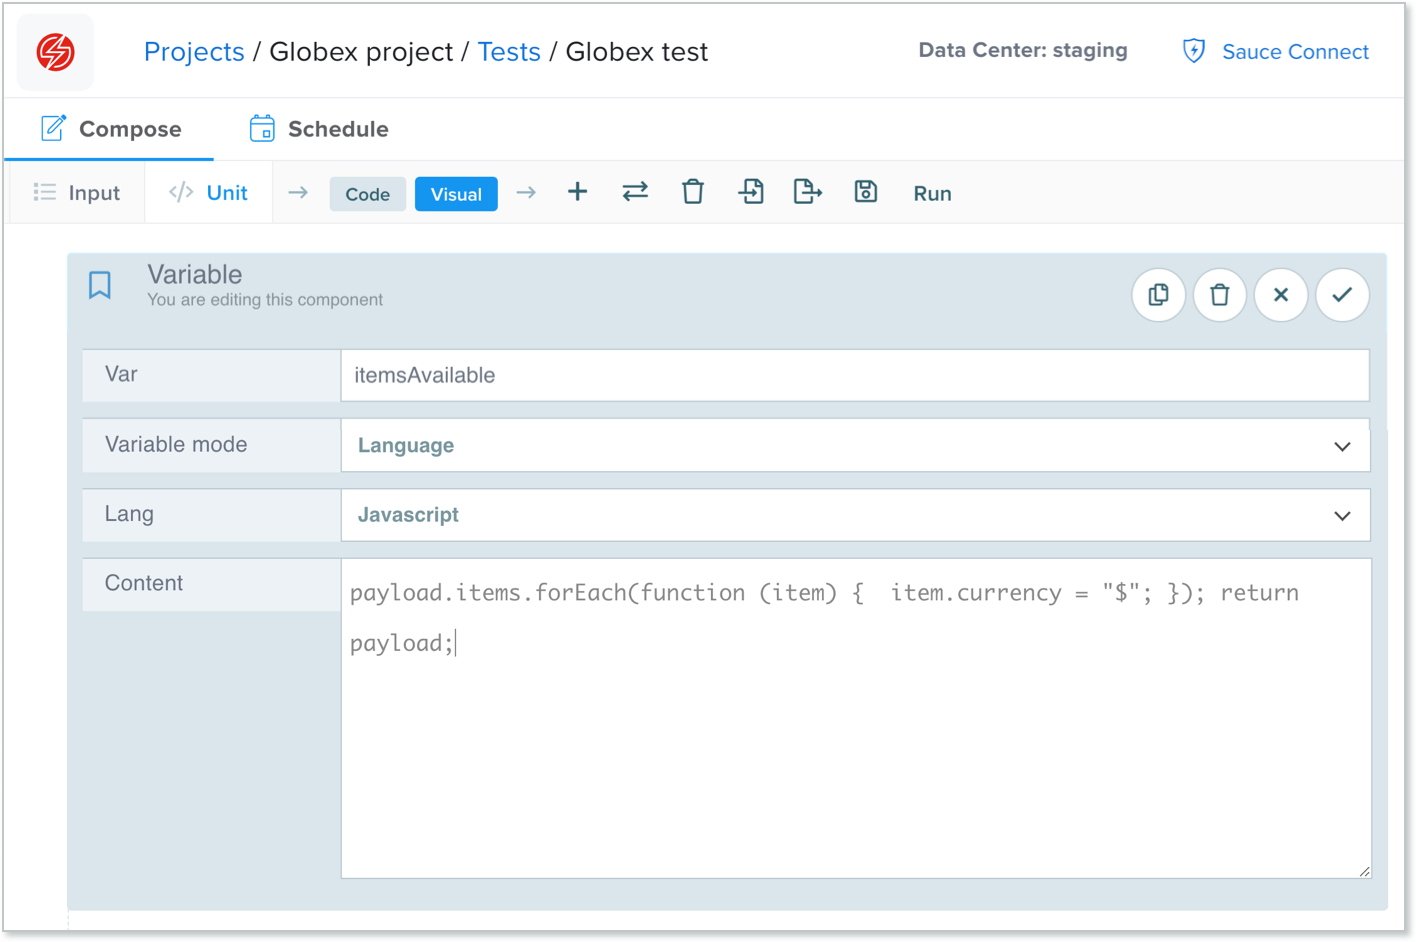 Projects / Globex project / Tests / Globex test
Data Center: staging
Sauce Connect
Compose
Schedule
Input
</> Unit
Code
Visual
Run
Variable
You are editing this component
Var
itemsAvailable
Variable mode
Language
Lang
Javascript
Content
payload.items.forEach(function (item) {  item.currency = "$"; }); return
payload;